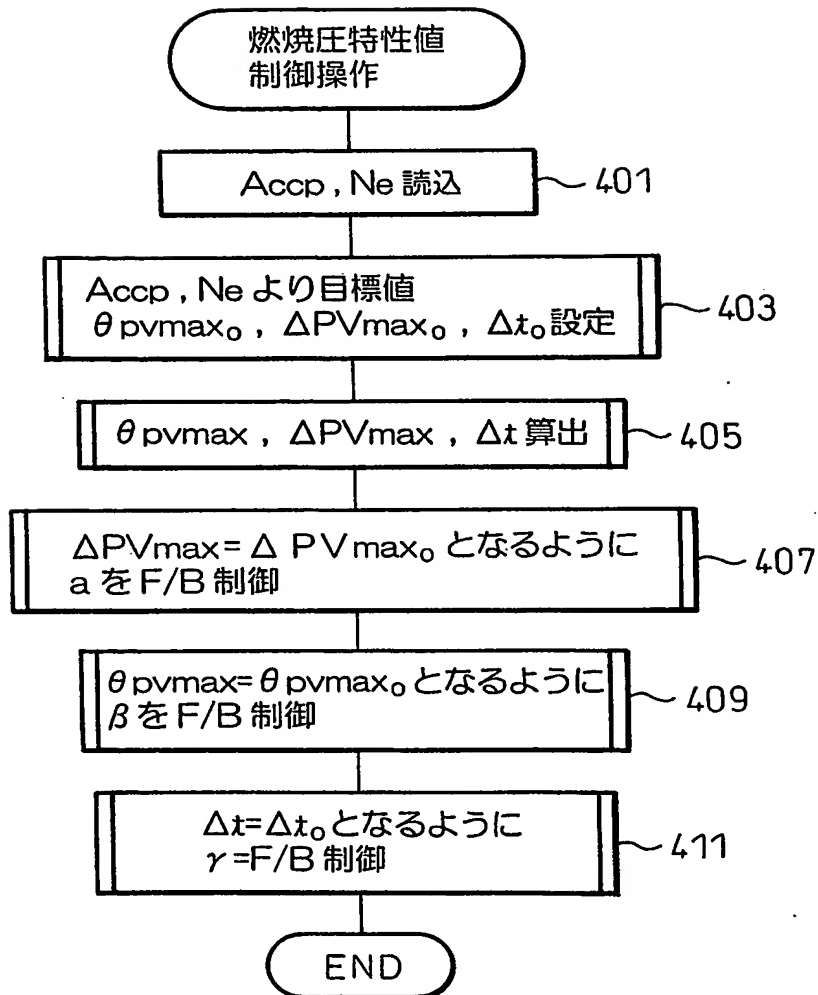 燃焼圧特性値
制御操作
Accp , Ne 読込
401
Accp , Ne より目標値
θpvmax₀ , ΔPVmax₀ , Δt₀ 設定
403
θpvmax , ΔPVmax , Δt 算出
405
ΔPVmax = Δ PVmax₀ となるように
a を F/B 制御
407
θpvmax= θpvmax₀ となるように
β を F/B 制御
409
Δt=Δt₀ となるように
γ=F/B 制御
411
END